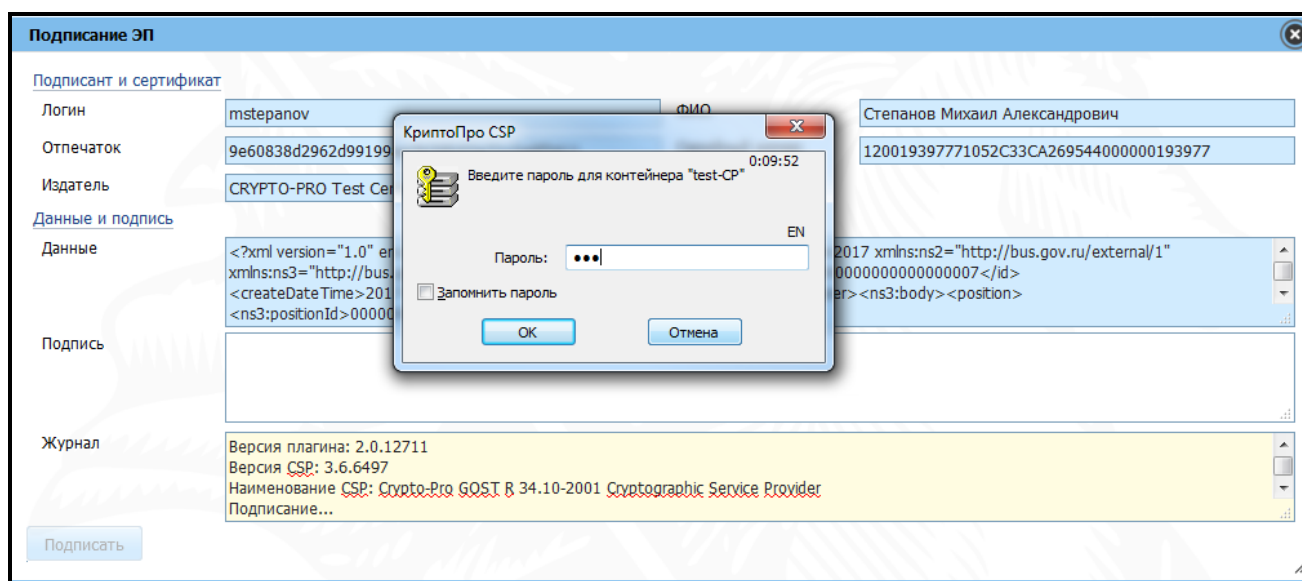 Подписание ЭП
Подписант и сертификат
Логин
mstepanov
ФИО
Степанов Михаил Александрович
Отпечаток
9e60838d2962d99199
120019397771052C33CA269544000000193977
Издатель
CRYPTO-PRO Test Cer
Данные и подпись
Данные
<?xml version="1.0" er
2017 xmlns:ns2="http://bus.gov.ru/external/1"
xmlns:ns3="http://bus.
0000000000000007</id>
<createDateTime>201
er><ns3:body><position>
<ns3:positionId>00000
КриптоПро CSP
0:09:52
Введите пароль для контейнера "test-CP"
EN
Пароль:
Запомнить пароль
OK
Отмена
Подпись
Журнал
Версия плагина: 2.0.12711
Версия CSP: 3.6.6497
Наименование CSP: Crypto-Pro GOST R 34.10-2001 Cryptographic Service Provider
Подписание...
Подписать